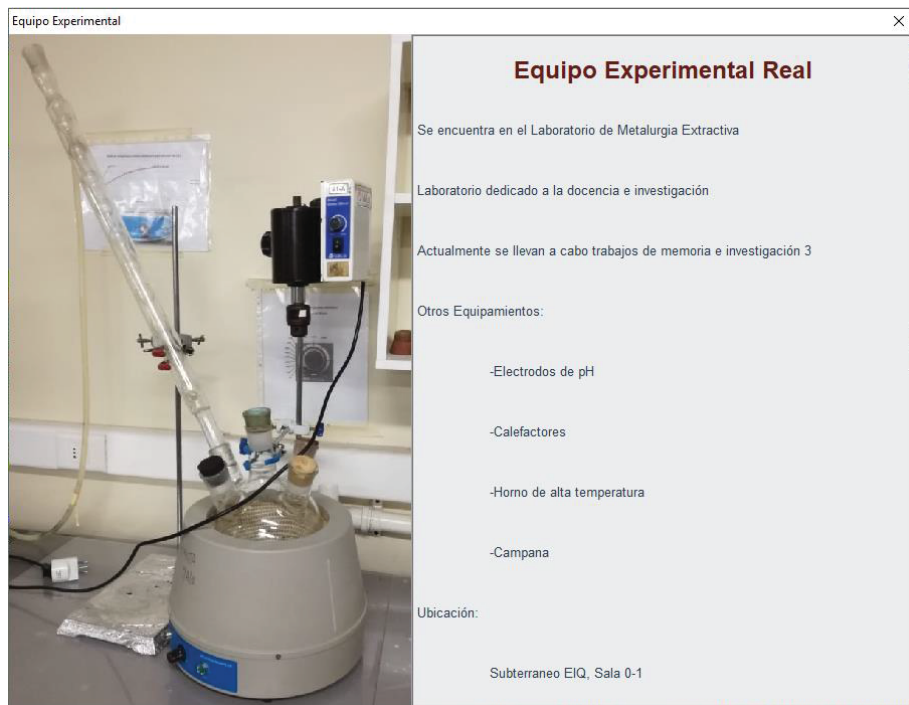 Equipo Experimental
Equipo Experimental Real
Se encuentra en el Laboratorio de Metalurgia Extractiva
Laboratorio dedicado a la docencia e investigación
Actualmente se llevan a cabo trabajos de memoria e investigación 3
Otros Equipamientos:
-Electrodos de pH
-Calefactores
-Horno de alta temperatura
-Campana
Ubicación:
Subterraneo EIQ, Sala 0-1